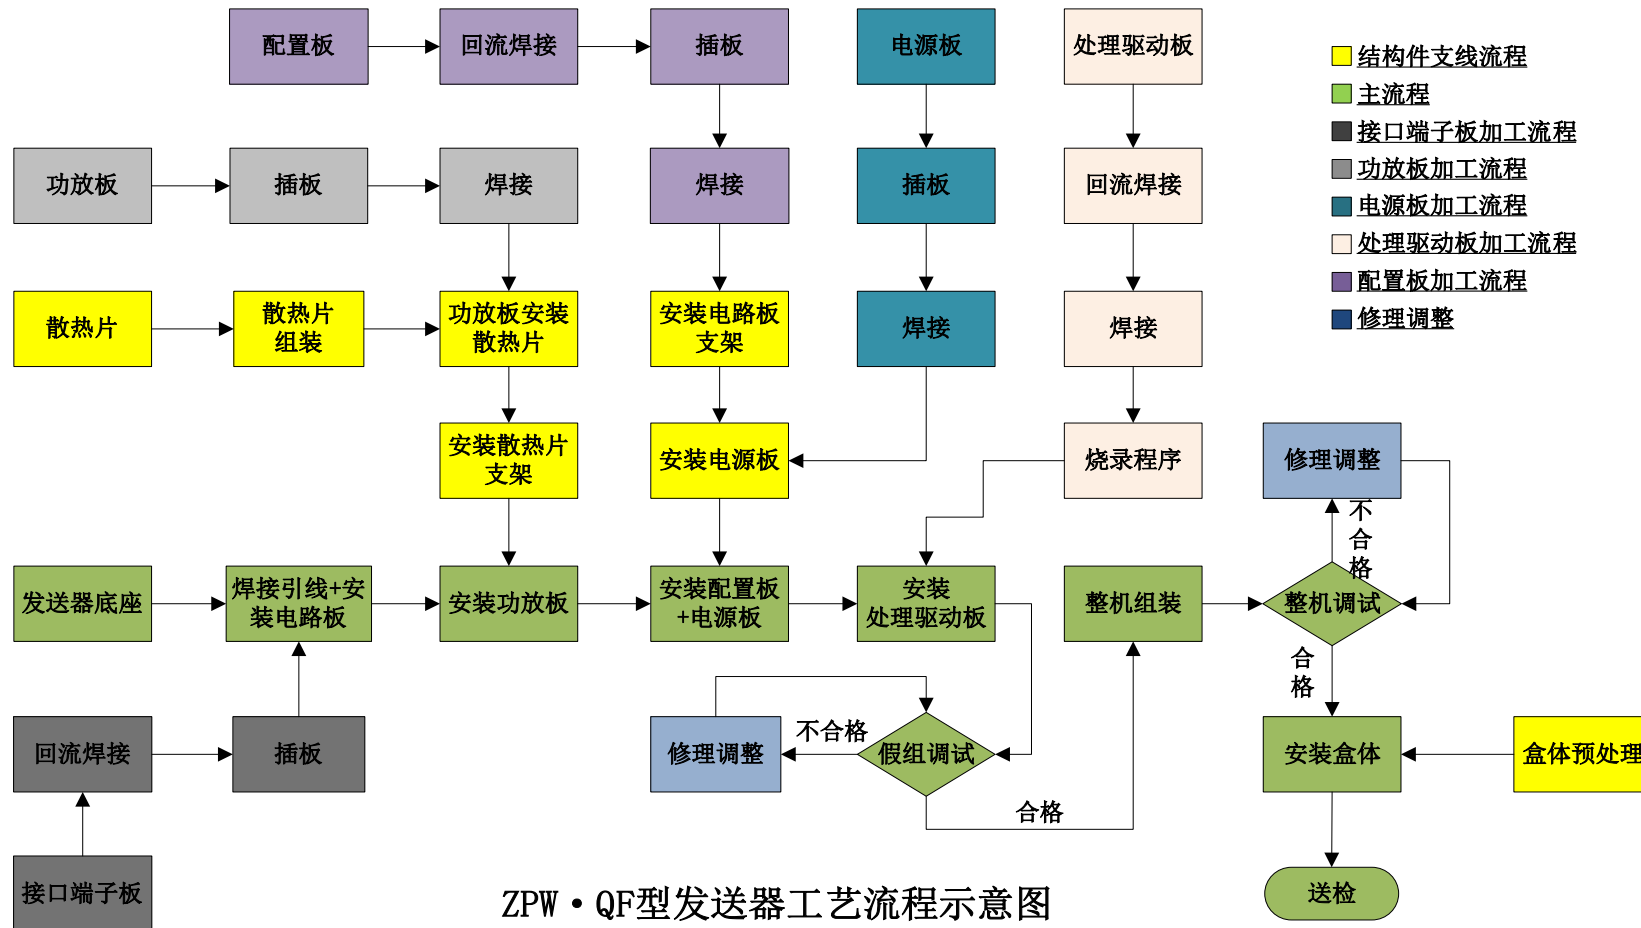 配置板
回流焊接
插板
电源板
处理驱动板
结构件支线流程
主流程
接口端子板加工流程
功放板加工流程
电源板加工流程
处理驱动板加工流程
配置板加工流程
修理调整
功放板
插板
焊接
焊接
插板
回流焊接
散热片
散热片
组装
功放板安装
散热片
安装电路板
支架
焊接
焊接
安装散热片
支架
安装电源板
烧录程序
修理调整
不
合
格
发送器底座
焊接引线+安
装电路板
安装功放板
安装配置板
+电源板
安装
处理驱动板
整机组装
整机调试
合
格
回流焊接
插板
修理调整
不合格
假组调试
合格
安装盒体
盒体预处理
接口端子板
ZPW·QF型发送器工艺流程示意图
送检